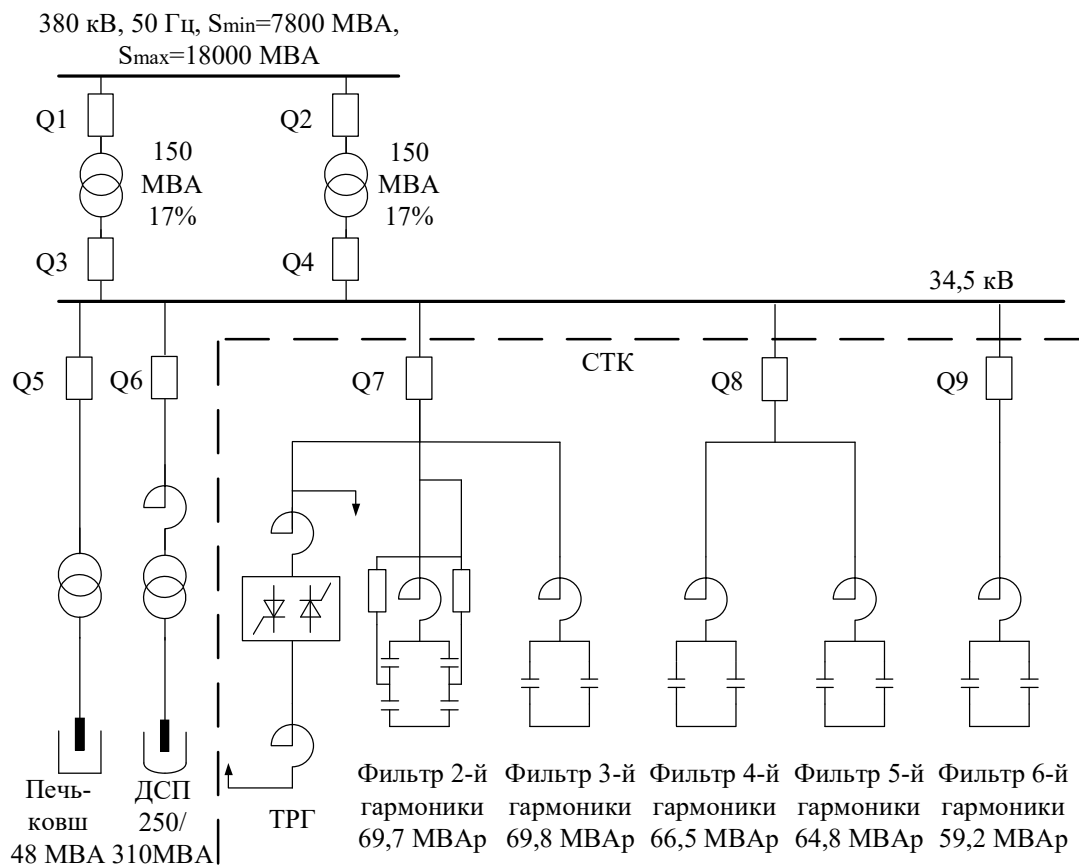 380 кВ, 50 Гц, Smin=7800 МВА,
Smax=18000 МВА
Q1
Q2
150
МВА
17%
150
МВА
17%
Q3
Q4
34,5 кВ
СТК
Q5
Q6
Q7
Q8
Q9
Печь-
ковш
48 МВА
ДСП
250/
310МВА
ТРГ
Фильтр 2-й
гармоники
69,7 МВАр
Фильтр 3-й
гармоники
69,8 МВАр
Фильтр 4-й
гармоники
66,5 МВАр
Фильтр 5-й
гармоники
64,8 МВАр
Фильтр 6-й
гармоники
59,2 МВАр